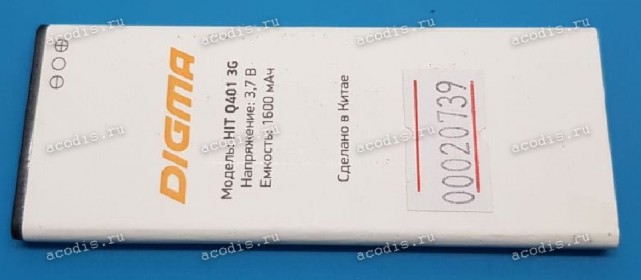 DIGMA
Модель: HIT Q401 3G
Напряжение: 3,7 В
Емкость: 1600 мАч
Сделано в Китае
00020739
acodis.ru